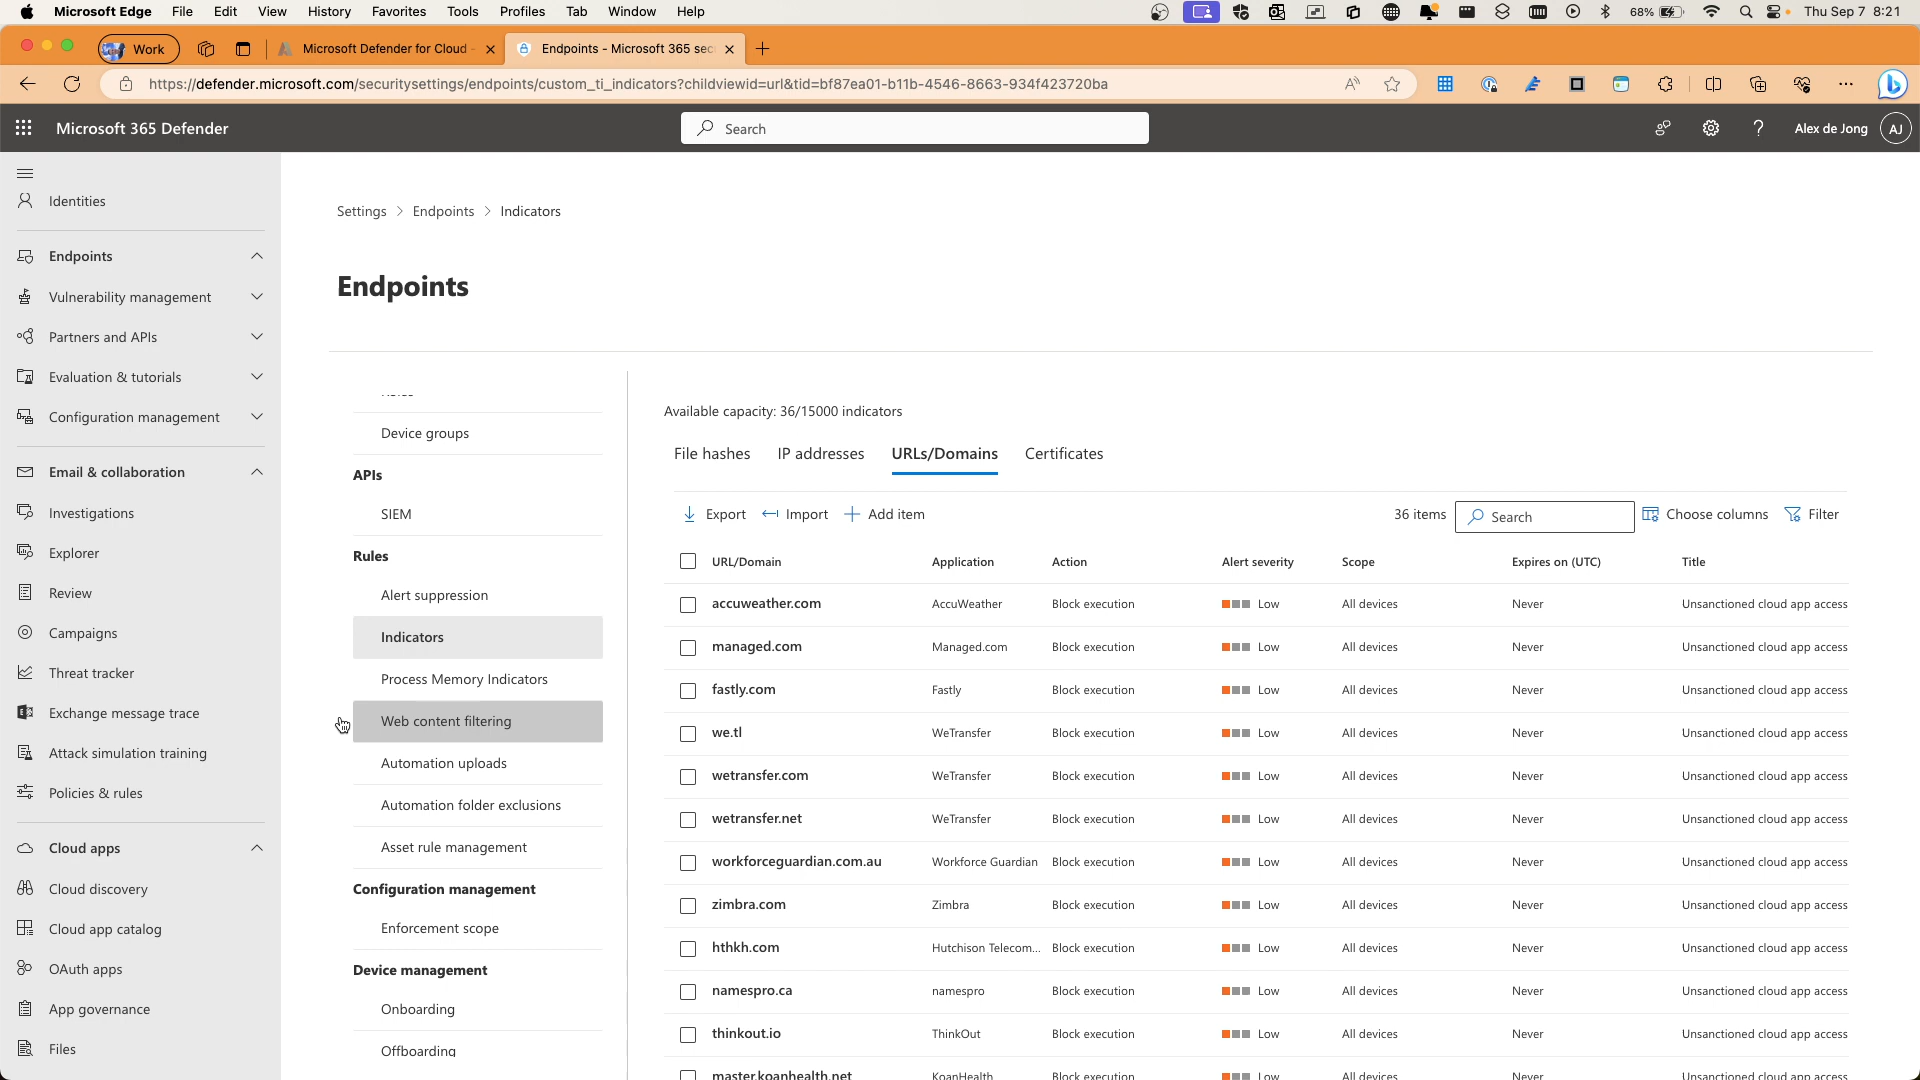 Microsoft Edge File Edit View History Favorites Tools Profiles Tab Window Help 68% Thu Sep 7 8:21
Work Microsoft Defender for Cloud - Endpoints - Microsoft 365 sec
https://defender.microsoft.com/securitysettings/endpoints/custom_ti_indicators?childviewid=url&tid=bf87ea01-b11b-4546-8663-934f423720ba
Microsoft 365 Defender Search Alex de Jong AJ
Identities
Endpoints
Vulnerability management
Partners and APIs
Evaluation & tutorials
Configuration management
Email & collaboration
Investigations
Explorer
Review
Campaigns
Threat tracker
Exchange message trace
Attack simulation training
Policies & rules
Cloud apps
Cloud discovery
Cloud app catalog
OAuth apps
App governance
Files
Settings > Endpoints > Indicators
Endpoints
Device groups
APIs
SIEM
Rules
Alert suppression
Indicators
Process Memory Indicators
Web content filtering
Automation uploads
Automation folder exclusions
Asset rule management
Configuration management
Enforcement scope
Device management
Onboarding
Offboarding
Available capacity: 36/15000 indicators
File hashes IP addresses URLs/Domains Certificates
Export Import Add item 36 items Search Choose columns Filter
URL/Domain Application Action Alert severity Scope Expires on (UTC) Title
accuweather.com AccuWeather Block execution Low All devices Never Unsanctioned cloud app access
managed.com Managed.com Block execution Low All devices Never Unsanctioned cloud app access
fastly.com Fastly Block execution Low All devices Never Unsanctioned cloud app access
we.tl WeTransfer Block execution Low All devices Never Unsanctioned cloud app access
wetransfer.com WeTransfer Block execution Low All devices Never Unsanctioned cloud app access
wetransfer.net WeTransfer Block execution Low All devices Never Unsanctioned cloud app access
workforceguardian.com.au Workforce Guardian Block execution Low All devices Never Unsanctioned cloud app access
zimbra.com Zimbra Block execution Low All devices Never Unsanctioned cloud app access
hthkh.com Hutchison Telecom... Block execution Low All devices Never Unsanctioned cloud app access
namespro.ca namespro Block execution Low All devices Never Unsanctioned cloud app access
thinkout.io ThinkOut Block execution Low All devices Never Unsanctioned cloud app access
master.koanhealth.net KoanHealth Block execution Low All devices Never Unsanctioned cloud app access